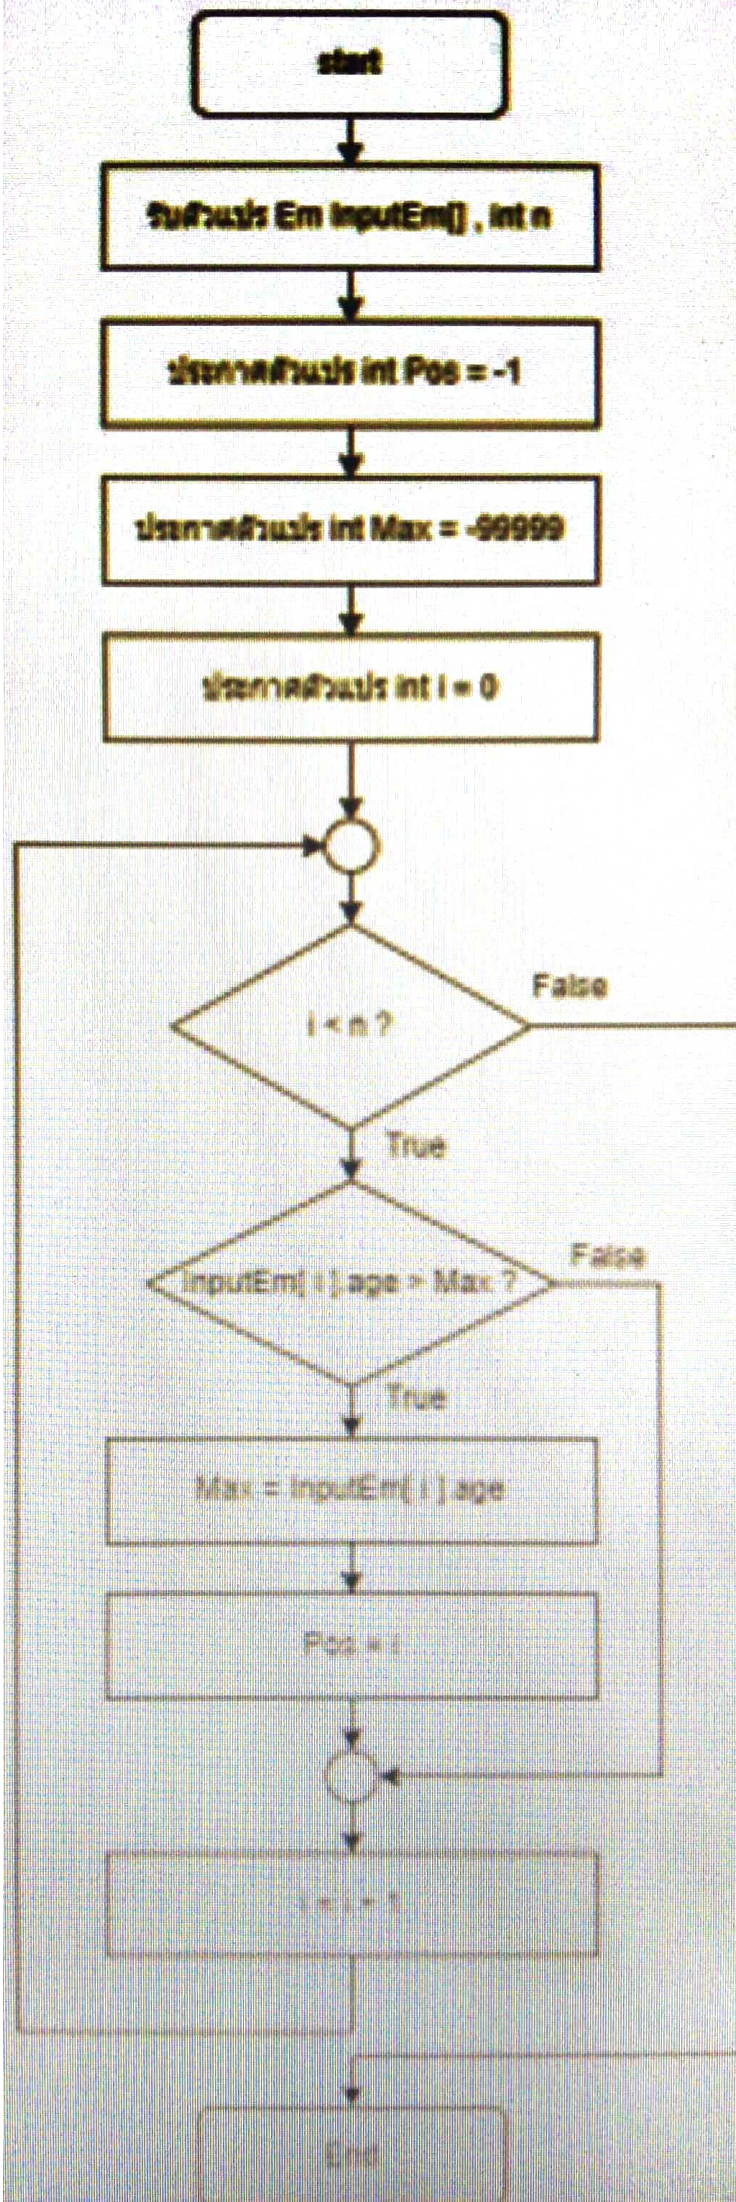 start
รับตัวแปร Em InputEm[] , int n
ประกาศตัวแปร int Pos = -1
ประกาศตัวแปร int Max = -99999
ประกาศตัวแปร int i = 0
i < n ?
False
True
InputEm[ i ].age > Max ?
False
True
Max = InputEm[ i ].age
Pos = i
i = i + 1
End